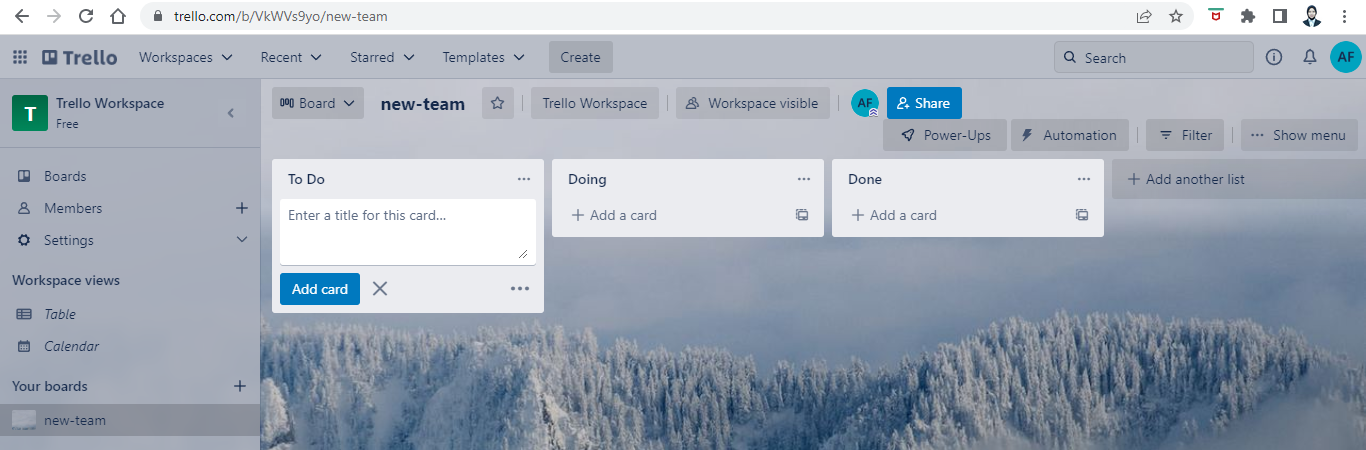 trello.com/b/VkWVs9yo/new-team
Trello Workspaces Recent Starred Templates Create Search AF
T Trello Workspace
Free
Board new-team Trello Workspace Workspace visible AF Share
Power-Ups Automation Filter Show menu
Boards
Members
Settings
Workspace views
Table
Calendar
Your boards
new-team
To Do
Enter a title for this card...
Add card
Doing
Add a card
Done
Add a card
Add another list